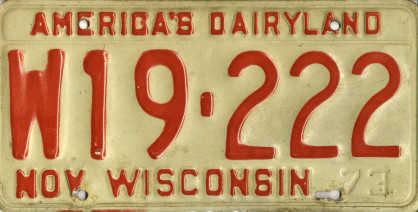 AMERICA'S DAIRYLAND
W19-222
NOV WISCONSIN 73